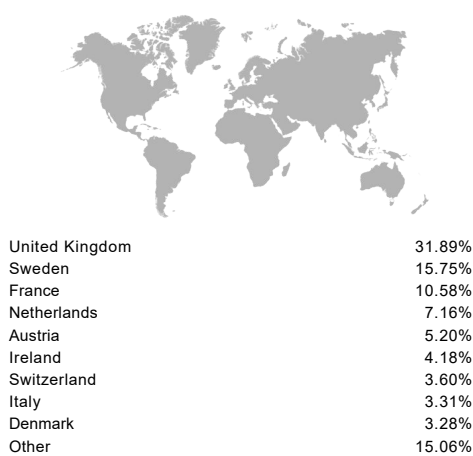 United Kingdom 31.89%
Sweden 15.75%
France 10.58%
Netherlands 7.16%
Austria 5.20%
Ireland 4.18%
Switzerland 3.60%
Italy 3.31%
Denmark 3.28%
Other 15.06%